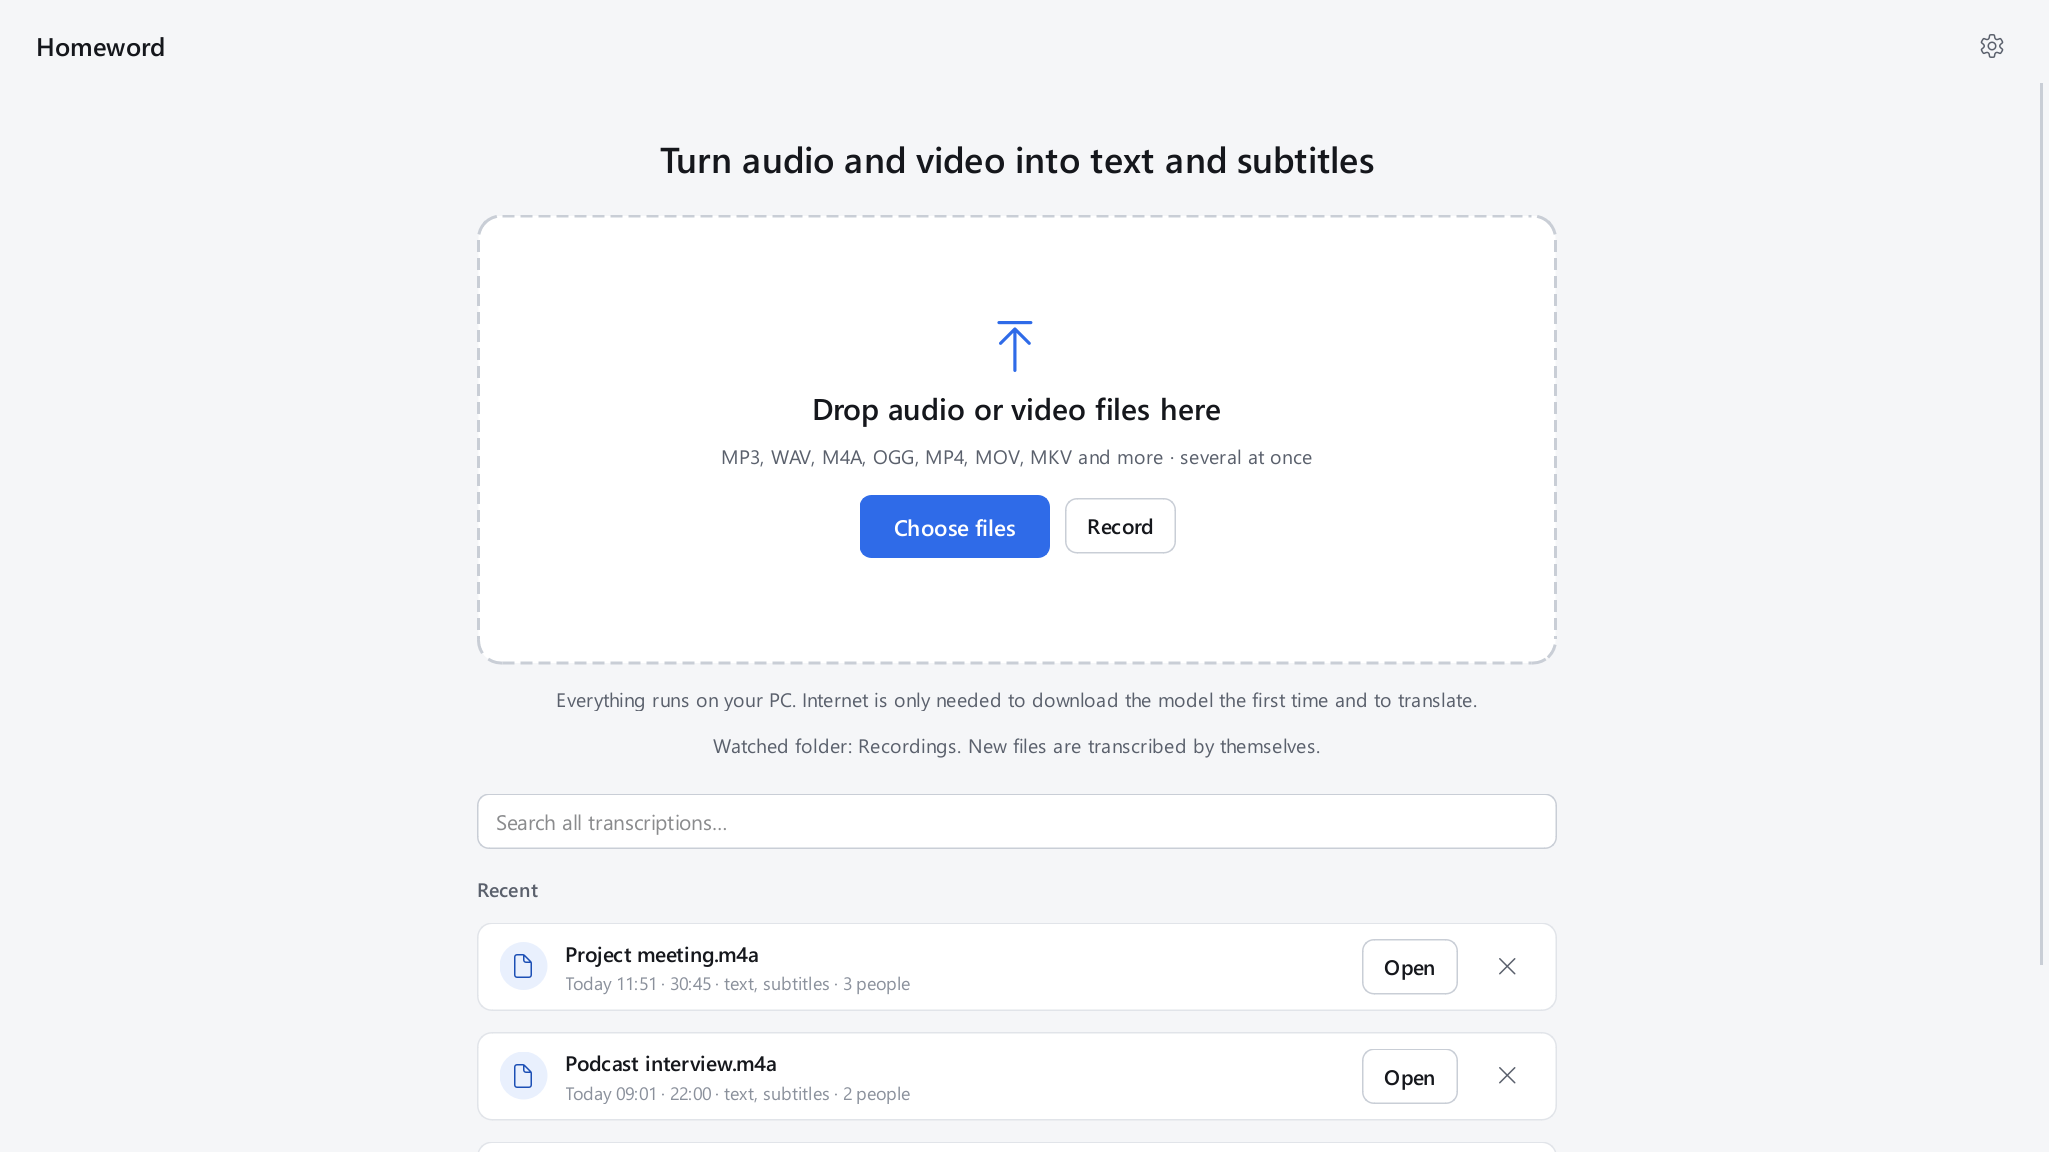 Homeword
Turn audio and video into text and subtitles
Drop audio or video files here
MP3, WAV, M4A, OGG, MP4, MOV, MKV and more · several at once
Choose files
Record
Everything runs on your PC. Internet is only needed to download the model the first time and to translate.
Watched folder: Recordings. New files are transcribed by themselves.
Search all transcriptions...
Recent
Project meeting.m4a
Open
Today 11:51 · 30:45 · text, subtitles · 3 people
Podcast interview.m4a
Open
Today 09:01 · 22:00 · text, subtitles · 2 people